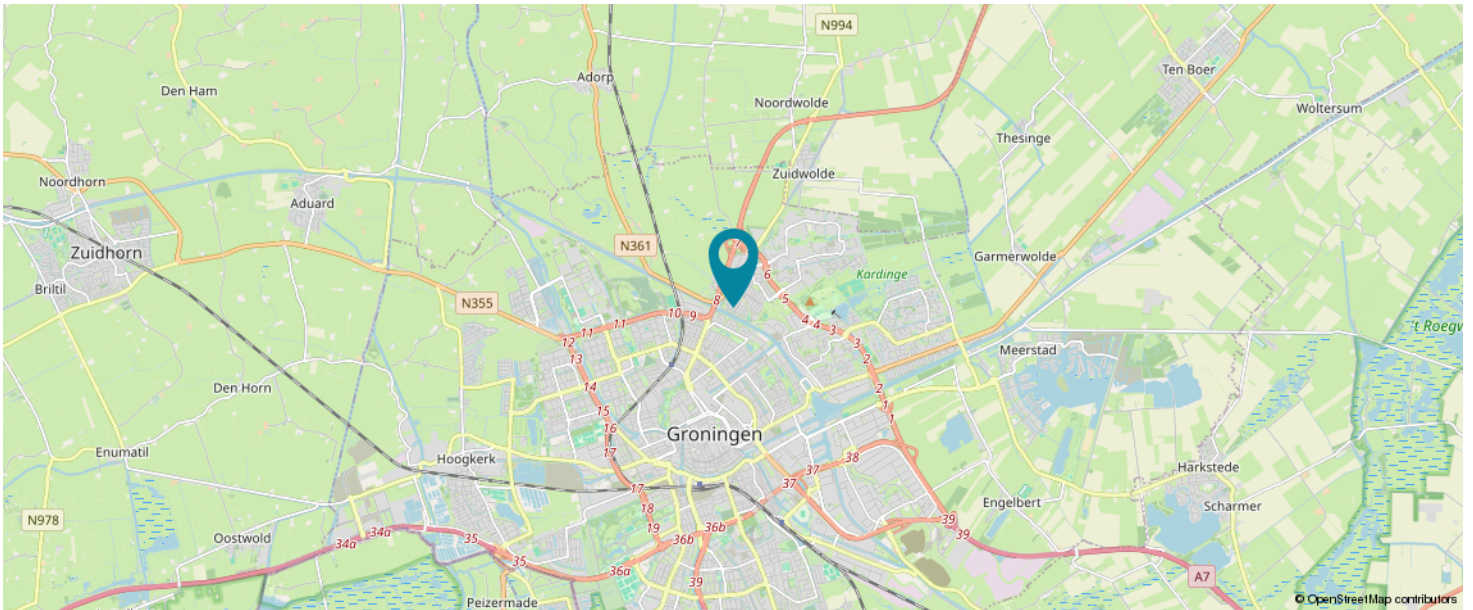 N994
Adorp
Ten Boer
Den Ham
Noordwolde
Woltersum
Thesinge
Zuidwolde
Noordhorn
Aduard
7
N361
Zuidhorn
Garmerwolde
6
Kardinge
Briltil
N355
8
5
10
9
4
4
3
11
11
't Roegw
12
3
Meerstad
13
2
Den Horn
14
2
15
1
16
1
Groningen
17
Enumatil
Hoogkerk
38
37
Harkstede
37
17
Engelbert
18
Scharmer
N978
39
19
36b
34a
34a
35
39
Oostwold
36b
35
36a
39
A7
Peizermade
© OpenStreetMap contributors